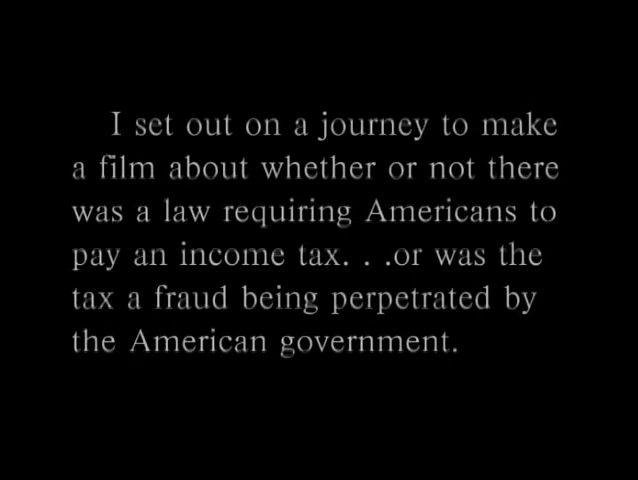 I set out on a journey to make
a film about whether or not there
was a law requiring Americans to
pay an income tax. . .or was the
tax a fraud being perpetrated by
the American government.